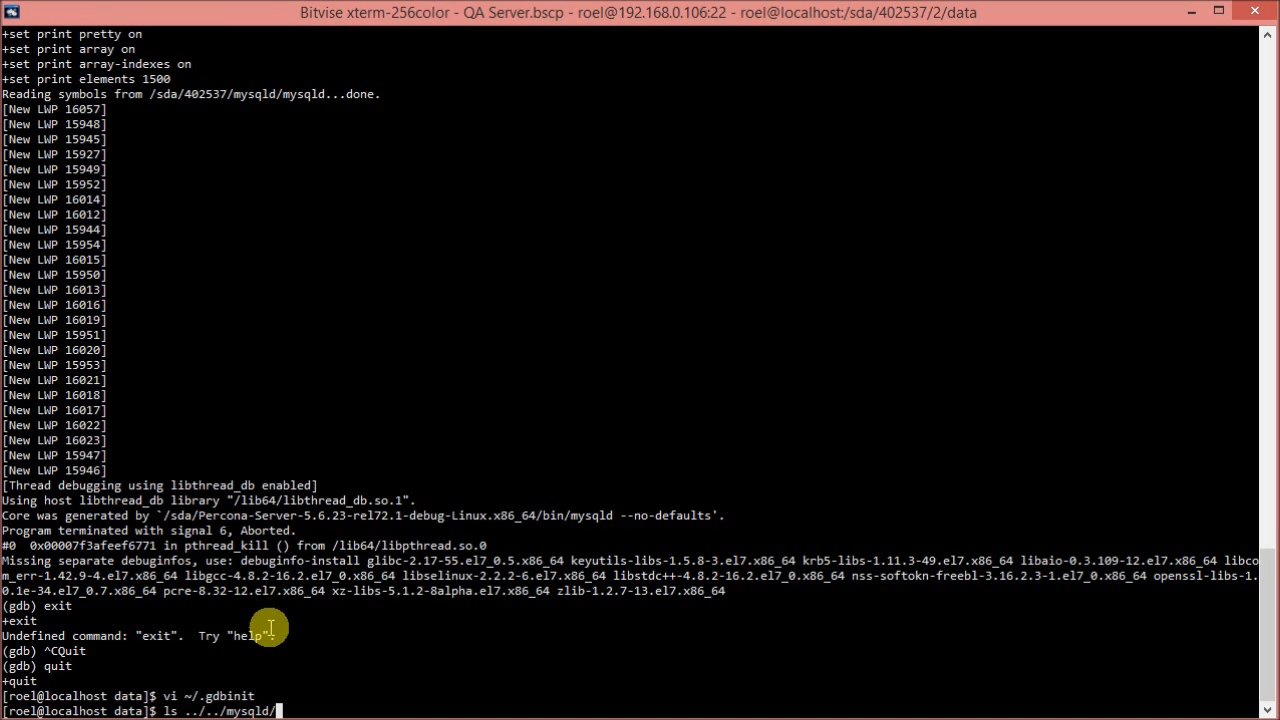 Bitvise xterm-256color - QA Server.bscp - roel@192.168.0.106:22 - roel@localhost:/sda/402537/2/data
+set print pretty on
+set print array on
+set print array-indexes on
+set print elements 1500
Reading symbols from /sda/402537/mysqld/mysqld...done.
[New LWP 16057]
[New LWP 15948]
[New LWP 15945]
[New LWP 15927]
[New LWP 15949]
[New LWP 15952]
[New LWP 16014]
[New LWP 16012]
[New LWP 15944]
[New LWP 15954]
[New LWP 16015]
[New LWP 15950]
[New LWP 16013]
[New LWP 16016]
[New LWP 16019]
[New LWP 15951]
[New LWP 16020]
[New LWP 15953]
[New LWP 16021]
[New LWP 16018]
[New LWP 16017]
[New LWP 16022]
[New LWP 16023]
[New LWP 15947]
[New LWP 15946]
[Thread debugging using libthread_db enabled]
Using host libthread_db library "/lib64/libthread_db.so.1".
Core was generated by `/sda/Percona-Server-5.6.23-rel72.1-debug-Linux.x86_64/bin/mysqld --no-defaults'.
Program terminated with signal 6, Aborted.
#0  0x00007f3afeef6771 in pthread_kill () from /lib64/libpthread.so.0
Missing separate debuginfos, use: debuginfo-install glibc-2.17-55.el7_0.5.x86_64 keyutils-libs-1.5.8-3.el7.x86_64 krb5-libs-1.11.3-49.el7.x86_64 libaio-0.3.109-12.el7.x86_64 libco
m_err-1.42.9-4.el7.x86_64 libgcc-4.8.2-16.2.el7_0.x86_64 libselinux-2.2.2-6.el7.x86_64 libstdc++-4.8.2-16.2.el7_0.x86_64 nss-softokn-freebl-3.16.2.3-1.el7_0.x86_64 openssl-libs-1.
0.1e-34.el7_0.7.x86_64 pcre-8.32-12.el7.x86_64 xz-libs-5.1.2-8alpha.el7.x86_64 zlib-1.2.7-13.el7.x86_64
(gdb) exit
+exit
Undefined command: "exit".  Try "help".
(gdb) ^CQuit
(gdb) quit
+quit
[roel@localhost data]$ vi ~/.gdbinit
[roel@localhost data]$ ls ../../mysqld/